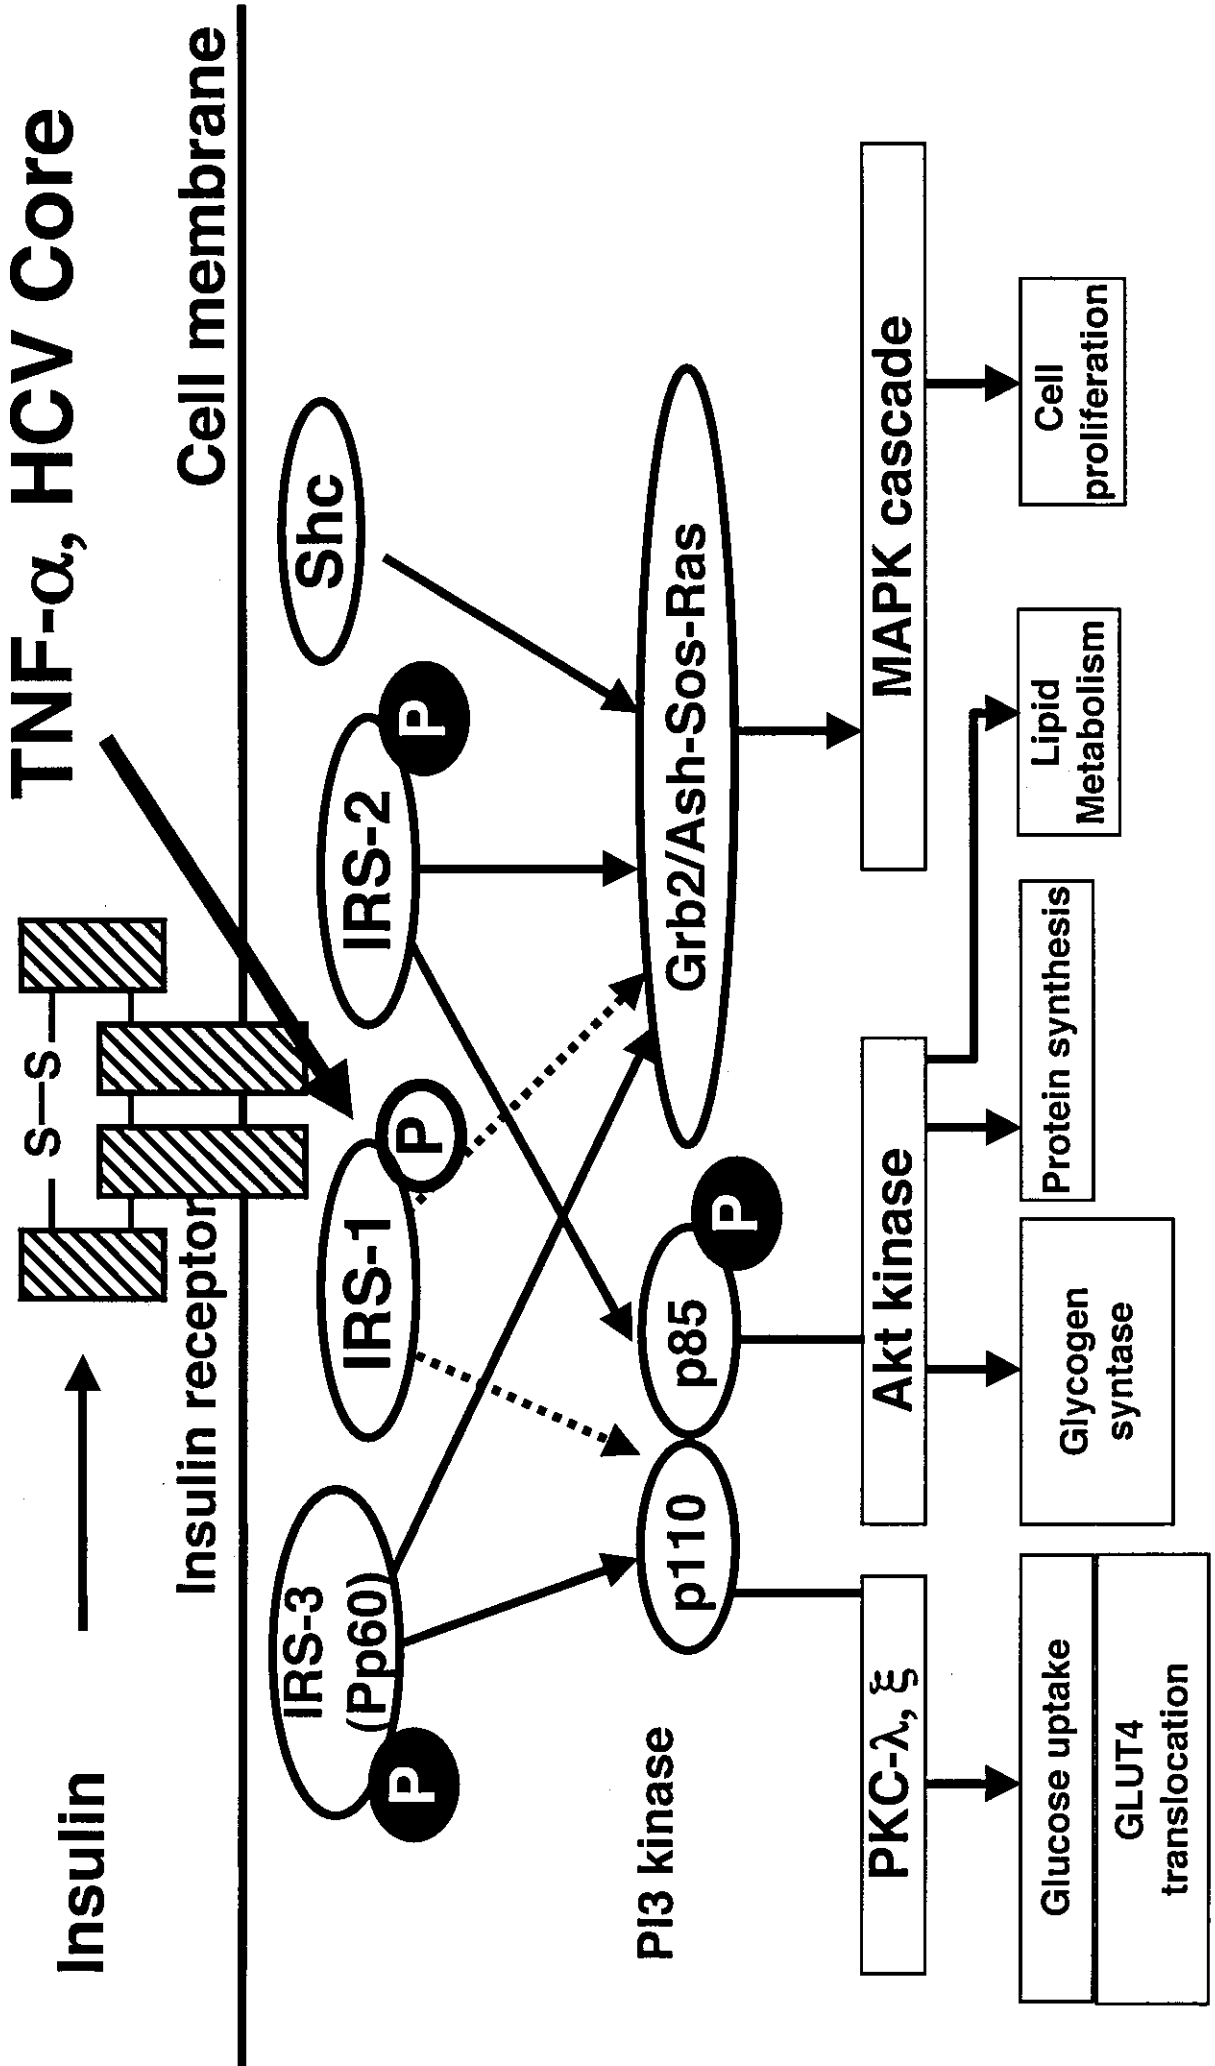 TNF-α, HCV Core
Insulin
S
S
Insulin receptor
Cell membrane
IRS-3
(Pp60)
P
IRS-1
P
IRS-2
P
Shc
PI3 kinase
p110
p85
P
Grb2/Ash-Sos-Ras
PKC-λ, ξ
Akt kinase
MAPK cascade
Glucose uptake
GLUT4
translocation
Glycogen
syntase
Protein synthesis
Lipid
Metabolism
Cell
proliferation